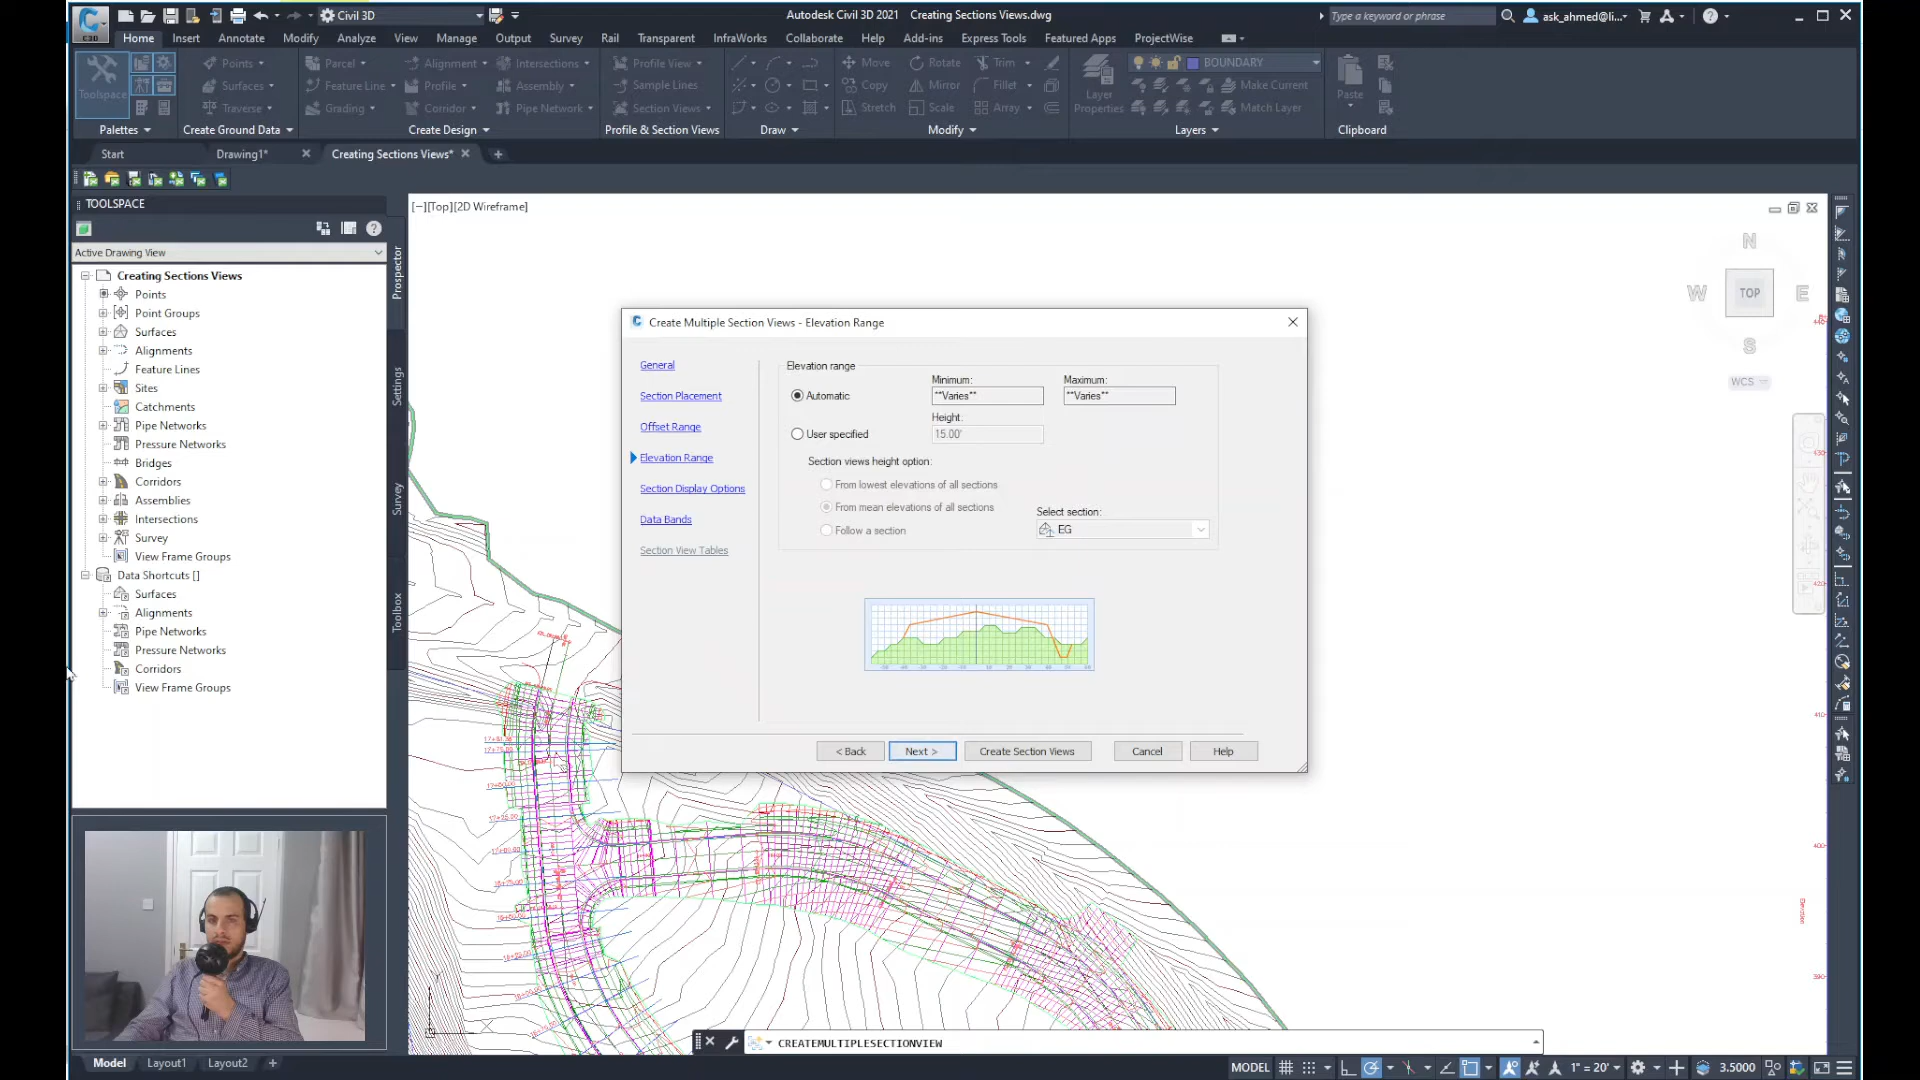 Civil 3D
Autodesk Civil 3D 2021 Creating Sections Views.dwg
Type a keyword or phrase
ask_ahmed@li...
C3D
Home Insert Annotate Modify Analyze View Manage Output Survey Rail Transparent InfraWorks Collaborate Help Add-ins Express Tools Featured Apps ProjectWise
Toolspace
Points Parcel Alignment Intersections Profile View Move Rotate Trim BOUNDARY
Surfaces Feature Line Profile Assembly Sample Lines Copy Mirror Fillet Make Current
Traverse Grading Corridor Pipe Network Section Views Stretch Scale Array Match Layer
Layer
Properties
Paste
Palettes Create Ground Data Create Design Profile & Section Views Draw Modify Layers Clipboard
Start Drawing1* Creating Sections Views*
TOOLSPACE
Active Drawing View
Creating Sections Views
Points
Point Groups
Surfaces
Alignments
Feature Lines
Sites
Catchments
Pipe Networks
Pressure Networks
Bridges
Corridors
Assemblies
Intersections
Survey
View Frame Groups
Data Shortcuts []
Surfaces
Alignments
Pipe Networks
Pressure Networks
Corridors
View Frame Groups
Prospector
Settings
Survey
Toolbox
[−][Top][2D Wireframe]
N
W TOP E
S
WCS
Create Multiple Section Views - Elevation Range
General
Section Placement
Offset Range
Elevation Range
Section Display Options
Data Bands
Section View Tables
Elevation range
Minimum: Maximum:
Automatic **Varies** **Varies**
Height:
User specified 15.00'
Section views height option:
From lowest elevations of all sections
From mean elevations of all sections
Follow a section
Select section:
EG
< Back Next > Create Section Views Cancel Help
Elevation
CREATEMULTIPLESECTIONVIEW
Model Layout1 Layout2 +
MODEL 1" = 20' 3.5000